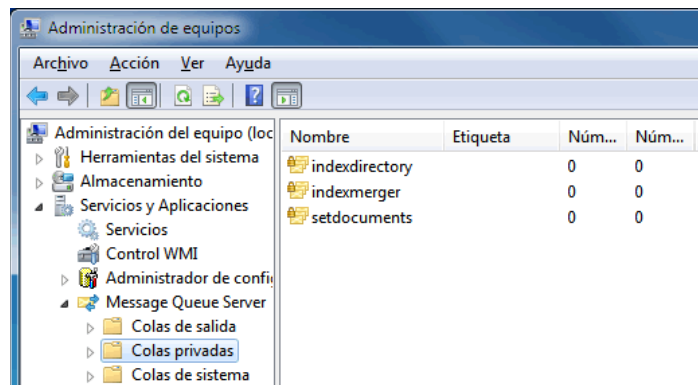 Administración de equipos
Archivo Acción Ver Ayuda
Administración del equipo (loc
Herramientas del sistema
Almacenamiento
Servicios y Aplicaciones
Servicios
Control WMI
Administrador de config
Message Queue Server
Colas de salida
Colas privadas
Colas de sistema
Nombre Etiqueta Núm... Núm...
indexdirectory 0 0
indexmerger 0 0
setdocuments 0 0